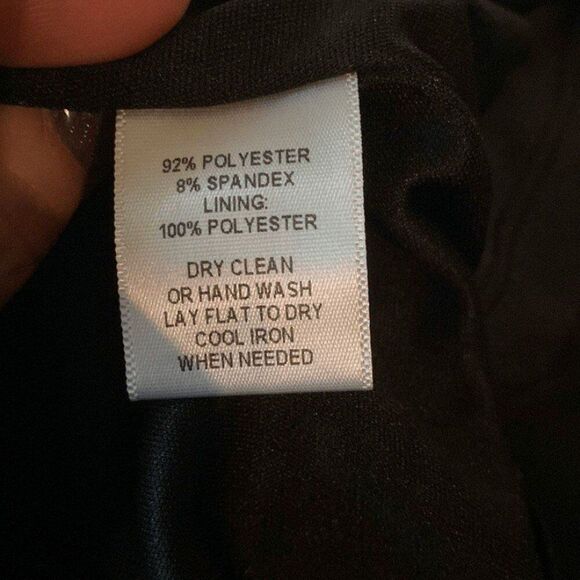 92% POLYESTER
8% SPANDEX
LINING:
100% POLYESTER
DRY CLEAN
OR HAND WASH
LAY FLAT TO DRY
COOL IRON
WHEN NEEDED